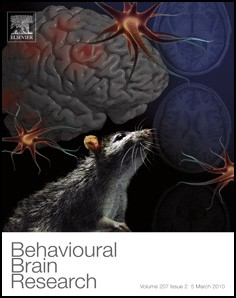 ELSEVIER
Behavioural
Brain
Research
Volume 207 Issue 2 5 March 2010